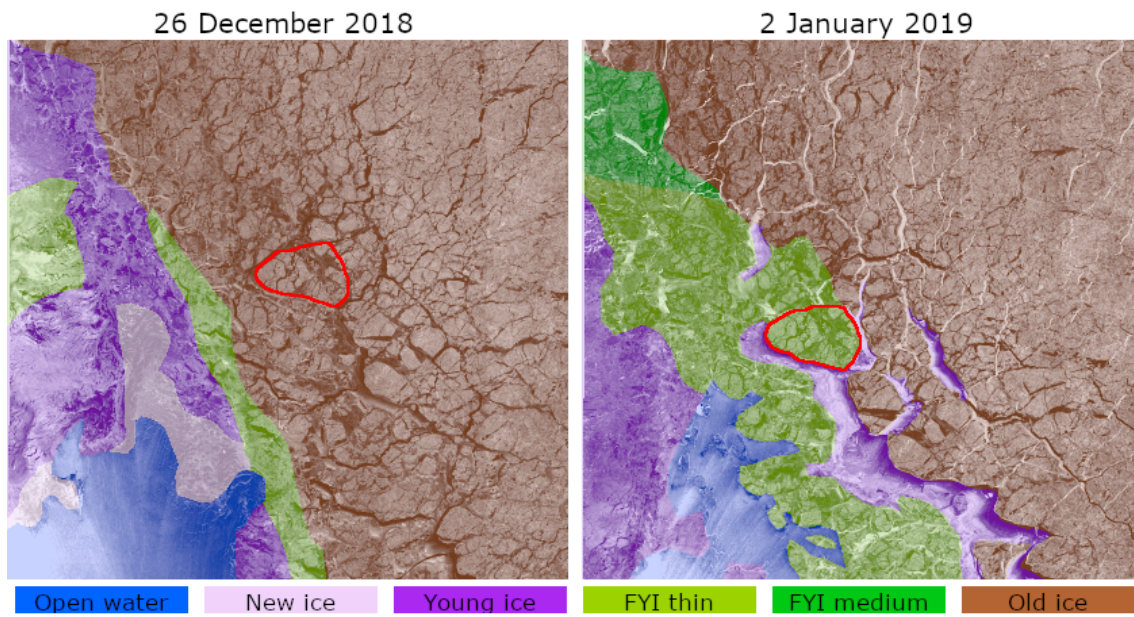 26 December 2018
2 January 2019
Open water
New ice
Young ice
FYI thin
FYI medium
Old ice